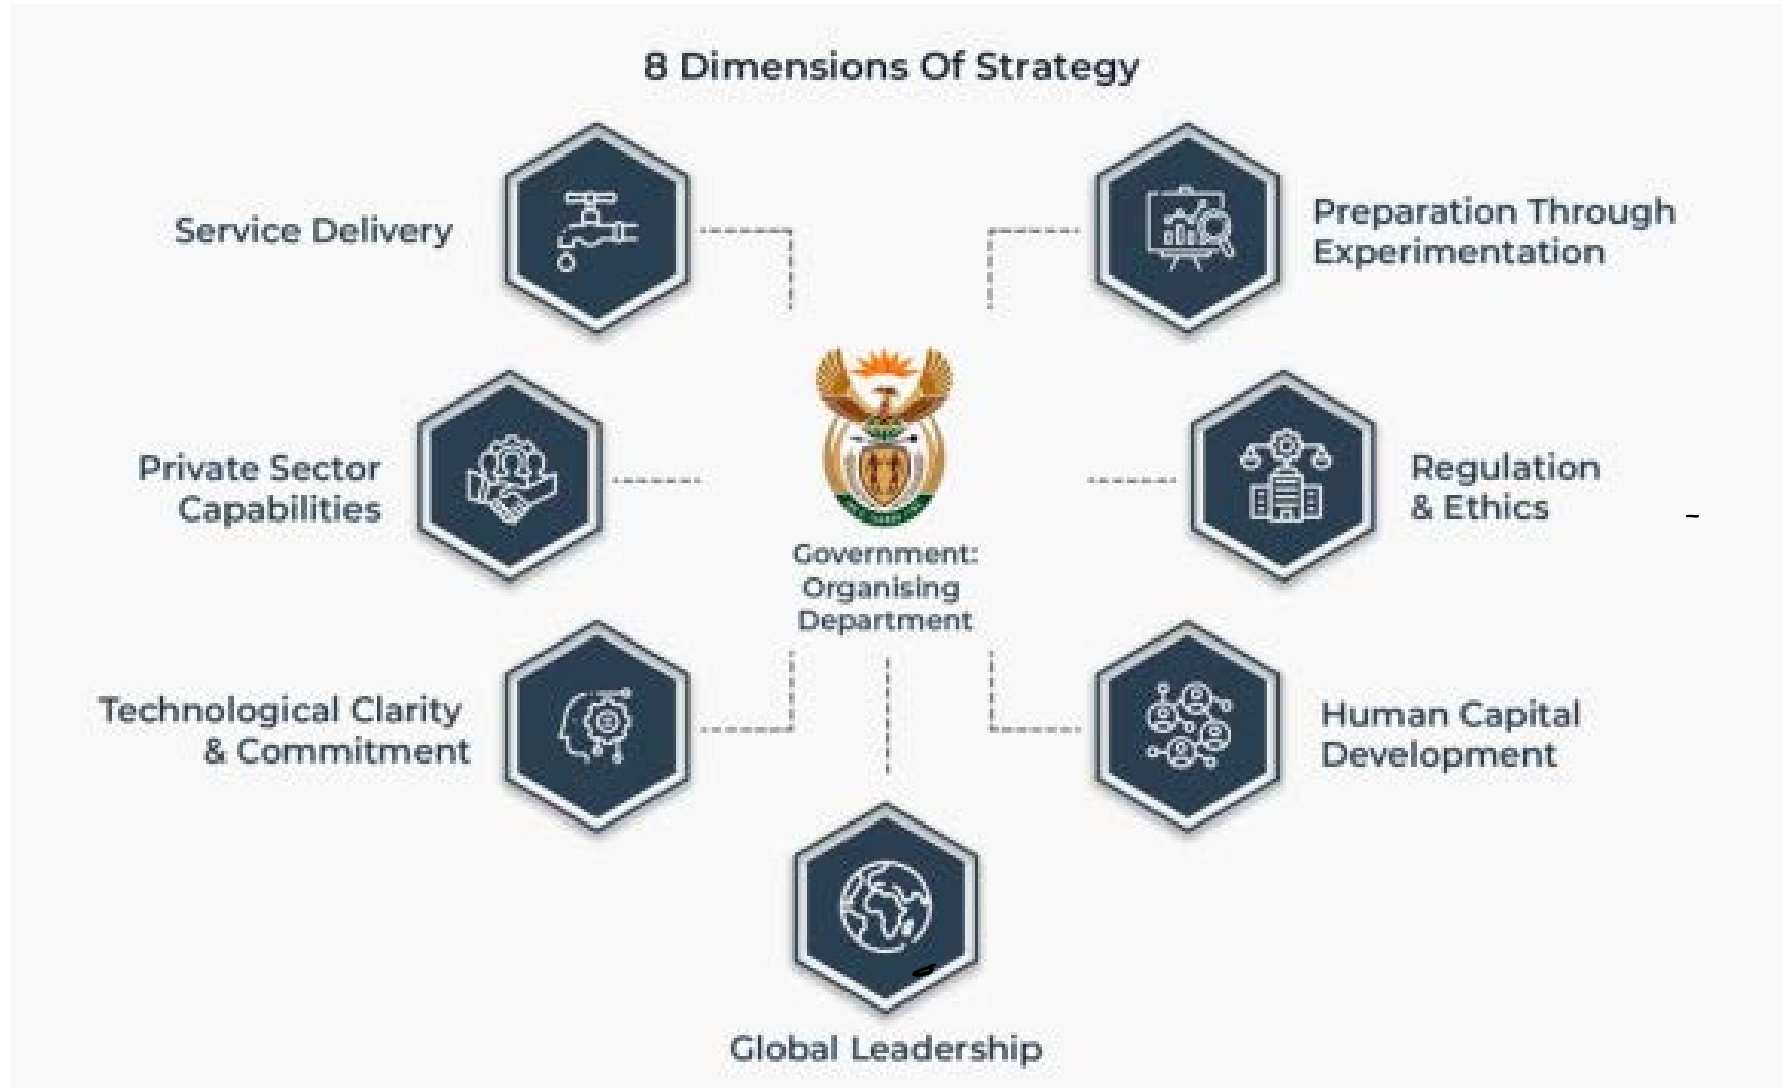 8 Dimensions Of Strategy
Service Delivery
Preparation Through
Experimentation
Private Sector
Capabilities
Regulation
& Ethics
Government:
Organising
Department
Technological Clarity
& Commitment
Human Capital
Development
Global Leadership